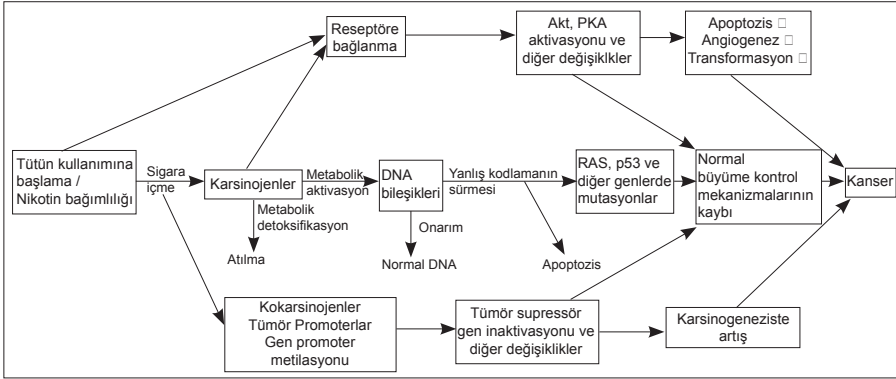 Reseptöre
bağlanma
Akt, PKA
aktivasyonu ve
diğer değişiklkler
Apoptozis □
Angiogenez □
Transformasyon □
Tütün kullanımına
başlama /
Nikotin bağımlılığı
Sigara
içme
Karsinojenler
Metabolik
aktivasyon
Metabolik
detoksifikasyon
Atılma
DNA
bileşikleri
Onarım
Normal DNA
Yanlış kodlamanın
sürmesi
Apoptozis
RAS, p53 ve
diğer genlerde
mutasyonlar
Normal
büyüme kontrol
mekanizmalarının
kaybı
Kanser
Kokarsinojenler
Tümör Promoterlar
Gen promoter
metilasyonu
Tümör supressör
gen inaktivasyonu ve
diğer değişiklikler
Karsinogeneziste
artış